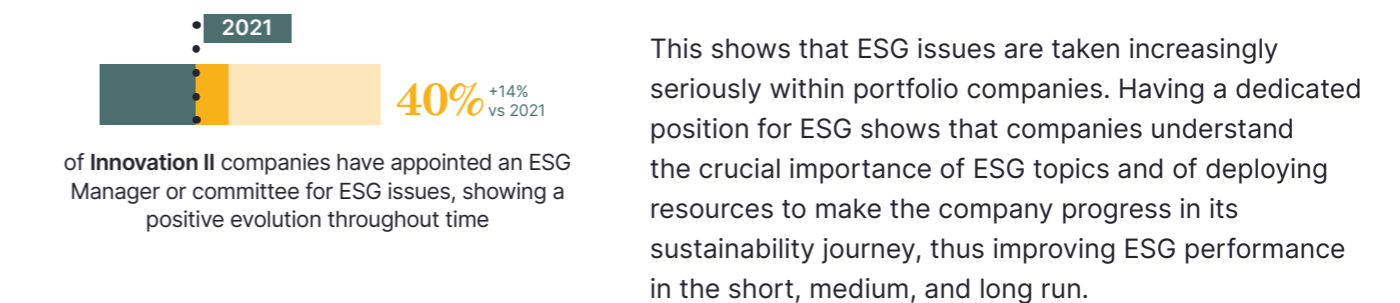 2021
40%
+14%
vs 2021
of Innovation II companies have appointed an ESG
Manager or committee for ESG issues, showing a
positive evolution throughout time
This shows that ESG issues are taken increasingly
seriously within portfolio companies. Having a dedicated
position for ESG shows that companies understand
the crucial importance of ESG topics and of deploying
resources to make the company progress in its
sustainability journey, thus improving ESG performance
in the short, medium, and long run.